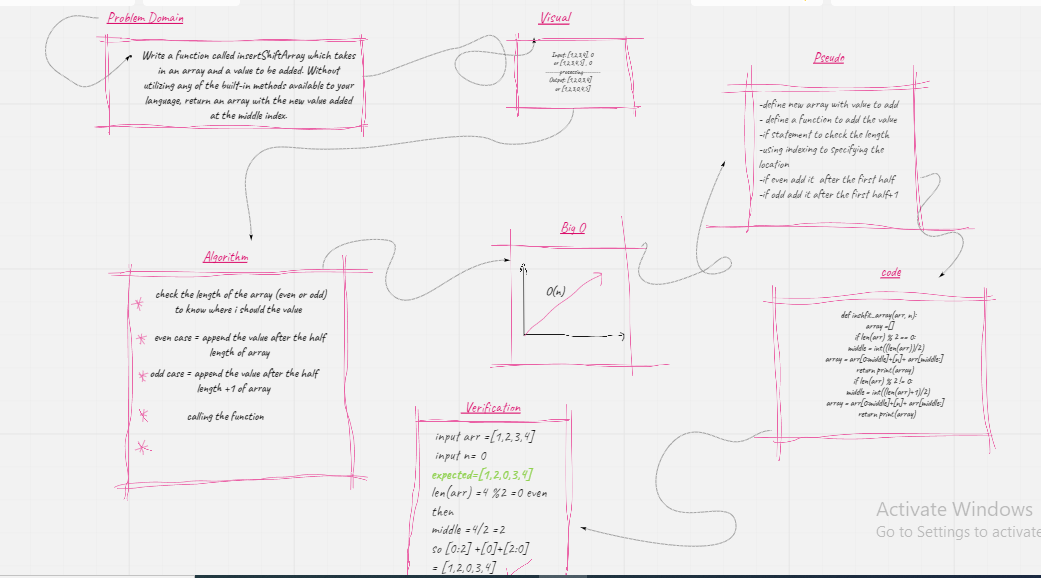 Problem Domain
Write a function called insertShiftArray which takes
in an array and a value to be added. Without
utilizing any of the built-in methods available to your
language, return an array with the new value added
at the middle index.
Visual
Input: [1,2,3,4], 0
or [1,2,3,4,5] , 0
processing
Output: [1,2,0,3,4]
or [1,2,3,0,4,5]
Algorithm
check the length of the array (even or odd)
to know where i should the value
even case = append the value after the half
length of array
odd case = append the value after the half
length +1 of array
calling the function
Big O
O(n)
Pseudo
-define new array with value to add
- define a function to add the value
-if statement to check the length
-using indexing to specifying the
location
-if even add it after the first half
-if odd add it after the first half+1
code
(arr, n):
array =[]
if len(arr) % 2 == 0:
middle = int((len(arr))/2)
array = arr[0:middle]+[n]+ arr[middle:]
return print(array)
if len(arr) % 2 != 0:
middle = int((len(arr)+1)/2)
array = arr[0:middle]+[n]+ arr[middle:]
return print(array)
Verification
input arr =[1,2,3,4]
input n= 0
expected=[1,2,0,3,4]
len(arr) =4 %2 =0 even
then
middle =4/2 =2
so [0:2] +[0]+[2:0]
= [1,2,0,3,4]
Activate Windows
Go to Settings to activate